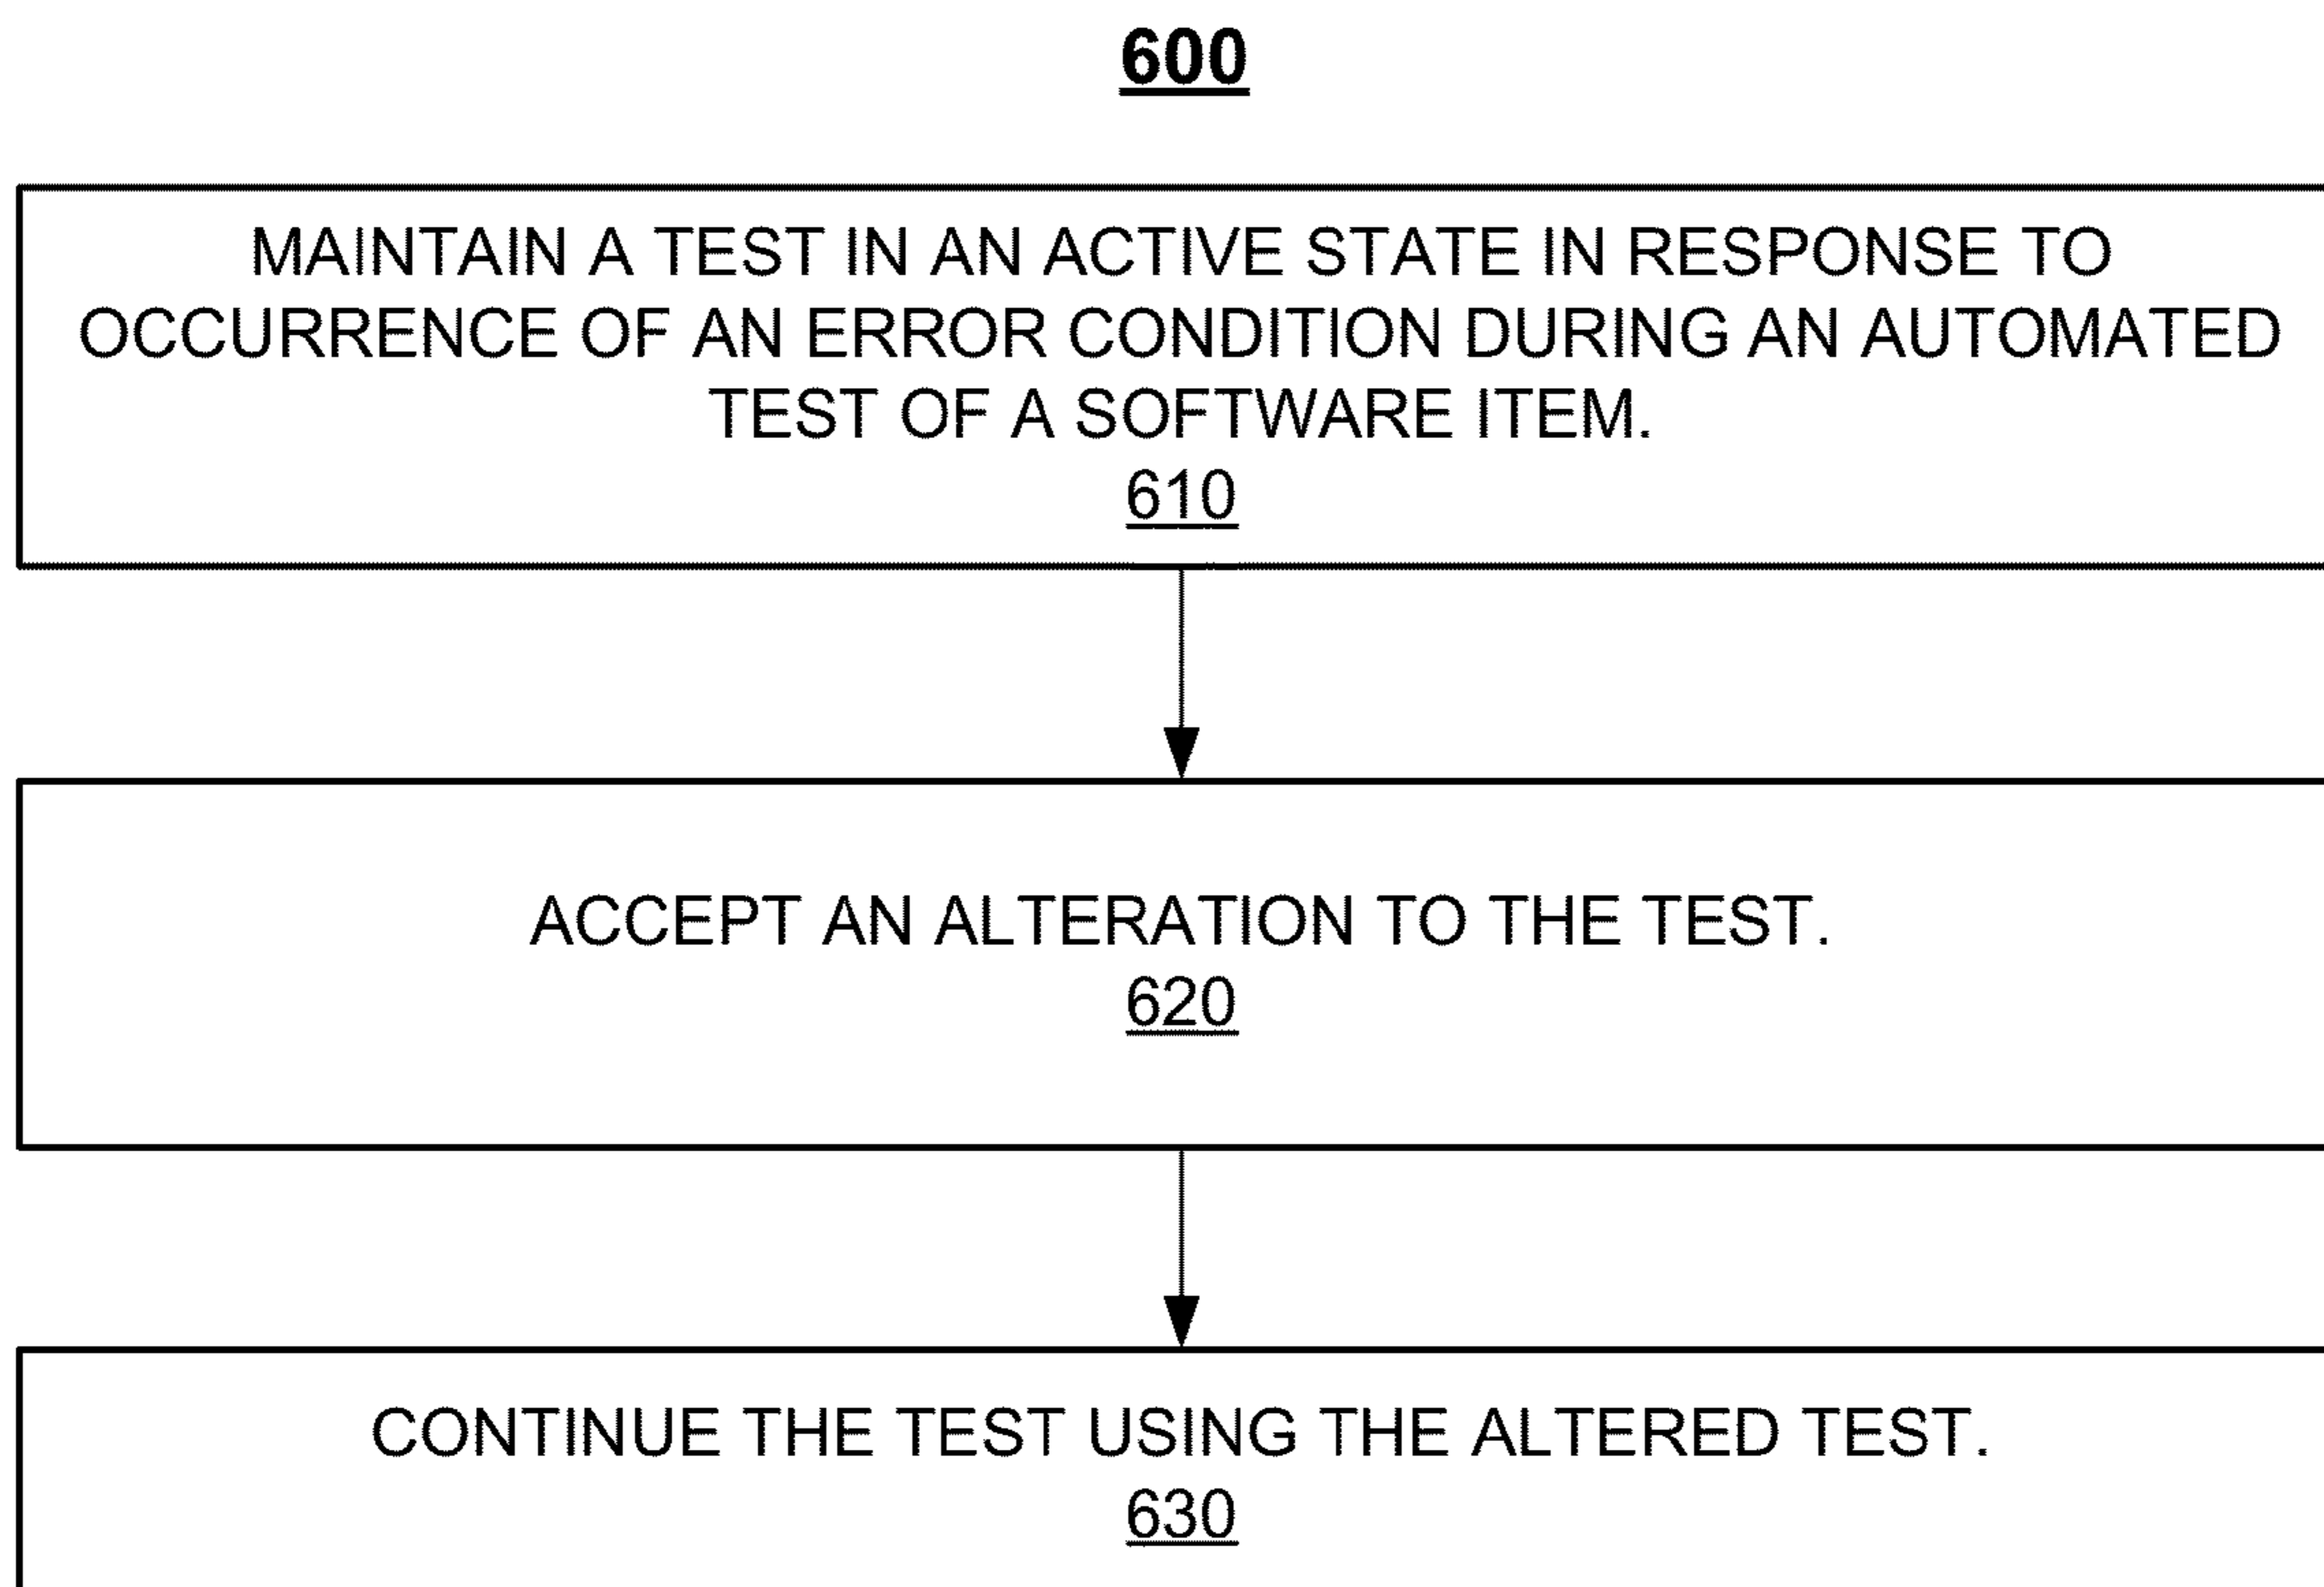 600
MAINTAIN A TEST IN AN ACTIVE STATE IN RESPONSE TO
OCCURRENCE OF AN ERROR CONDITION DURING AN AUTOMATED
TEST OF A SOFTWARE ITEM.
610
ACCEPT AN ALTERATION TO THE TEST.
620
CONTINUE THE TEST USING THE ALTERED TEST.
630